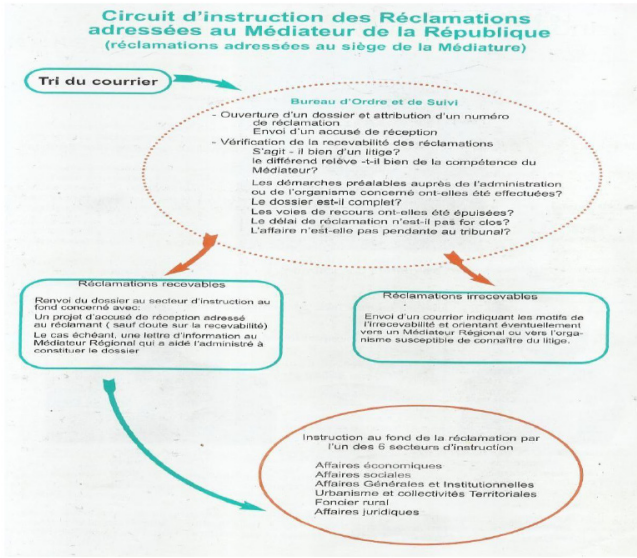 Circuit d'instruction des Réclamations
adressées au Médiateur de la République
(réclamations adressées au siège de la Médiature)
Tri du courrier
Bureau d'Ordre et de Suivi
- Ouverture d'un dossier et attribution d'un numéro
de réclamation
Envoi d'un accusé de réception
- Vérification de la recevabilité des réclamations
S'agit - il bien d'un litige?
le différend relève -t-il bien de la compétence du
Médiateur?
Les démarches préalables auprès de l'administration
ou de l'organisme concerné ont-elles été effectuées?
Le dossier est-il complet?
Les voies de recours ont-elles été épuisées?
Le délai de réclamation n'est-il pas for clos?
L'affaire n'est-elle pas pendante au tribunal?
Réclamations recevables
Renvoi du dossier au secteur d'instruction au
fond concerné avec:
Un projet d'accusé de réception adressé
au réclamant ( sauf doute sur la recevabilité)
Le cas échéant, une lettre d'information au
Médiateur Régional qui a aidé l'administré à
constituer le dossier
Réclamations irrecevables
Envoi d'un courrier indiquant les motifs de
l'irrecevabilité et orientant éventuellement
vers un Médiateur Régional ou vers l'orga-
nisme susceptible de connaître du litige.
Instruction au fond de la réclamation par
l'un des 6 secteurs d'instruction
Affaires économiques
Affaires sociales
Affaires Générales et Institutionnelles
Urbanisme et collectivités Territoriales
Foncier rural
Affaires juridiques